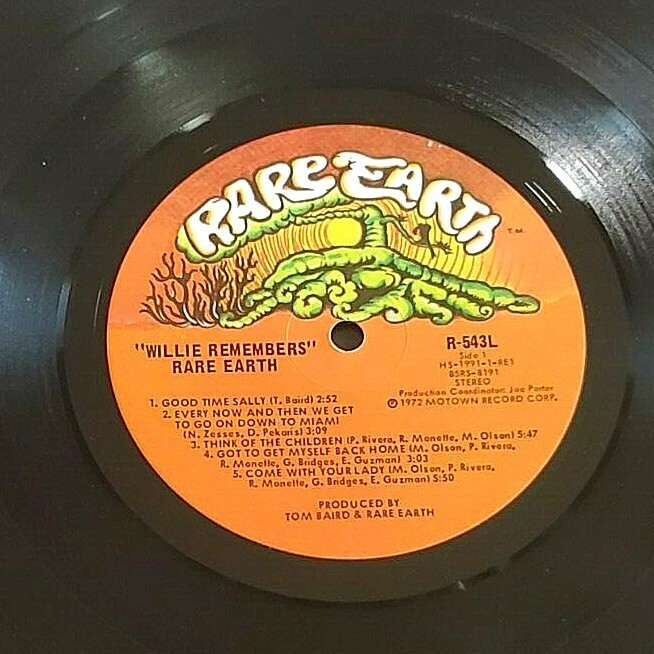 RARE EARTH
T.M.
"WILLIE REMEMBERS"
RARE EARTH
R-543L
Side 1
HS-1991-1-RE1
BSRS-8191
STEREO
Production Coordinator: Joe Porter
℗ 1972 MOTOWN RECORD CORP.
1. GOOD TIME SALLY (T. Baird) 2:52
2. EVERY NOW AND THEN WE GET
TO GO ON DOWN TO MIAMI
(N. Zesses, D. Fekaris) 3:09
3. THINK OF THE CHILDREN (P. Rivera, R. Monette, M. Olson) 5:47
4. GOT TO GET MYSELF BACK HOME (M. Olson, P. Rivera,
R. Monette, G. Bridges, E. Guzman) 3:03
5. COME WITH YOUR LADY (M. Olson, P. Rivera,
R. Monette, G. Bridges, E. Guzman) 5:50
PRODUCED BY
TOM BAIRD & RARE EARTH